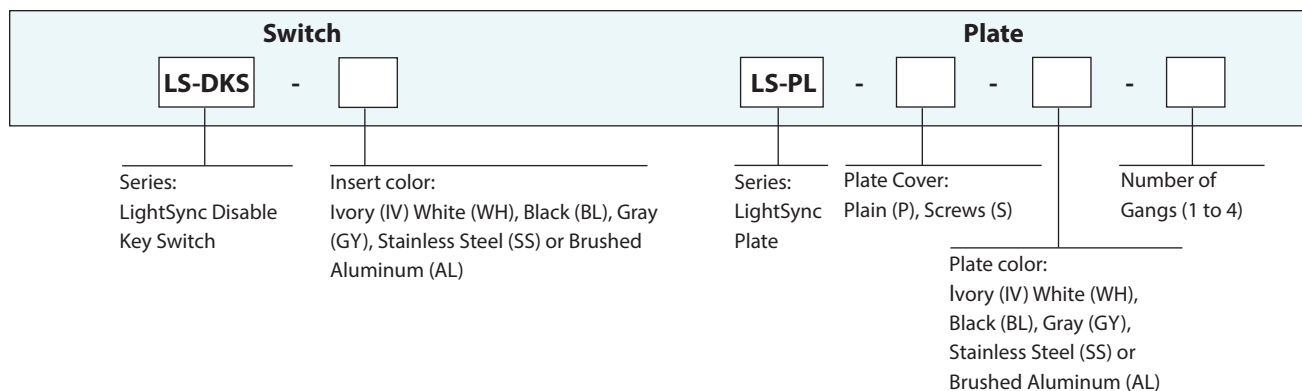 Switch
Plate
LS-DKS -
LS-PL - - -
Series:
LightSync Disable
Key Switch
Insert color:
Ivory (IV) White (WH), Black (BL), Gray
(GY), Stainless Steel (SS) or Brushed
Aluminum (AL)
Series:
LightSync
Plate
Plate Cover:
Plain (P), Screws (S)
Plate color:
Ivory (IV) White (WH),
Black (BL), Gray (GY),
Stainless Steel (SS) or
Brushed Aluminum (AL)
Number of
Gangs (1 to 4)